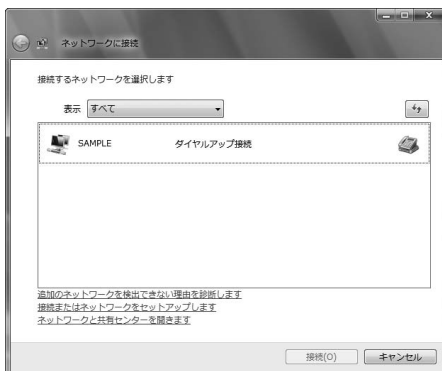 ネットワークに接続
接続するネットワークを選択します
表示 すべて
SAMPLE ダイヤルアップ接続
追加のネットワークを検出できない理由を診断します
接続またはネットワークをセットアップします
ネットワークと共有センターを開きます
接続(O) キャンセル